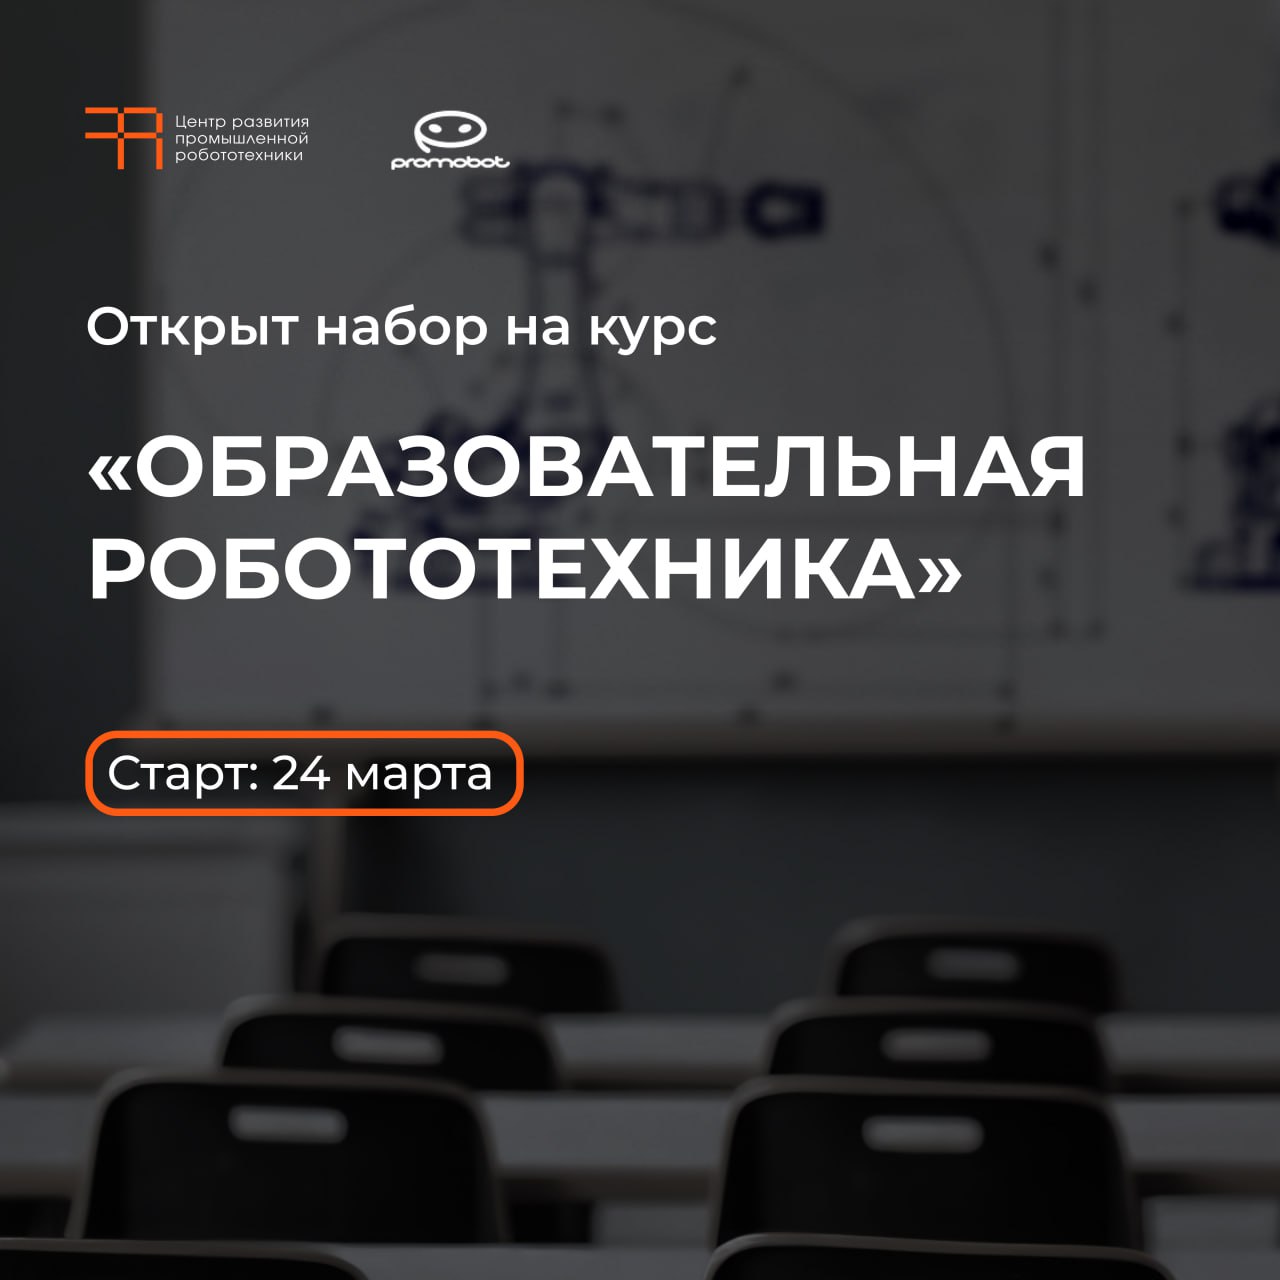 Центр развития
промышленной
робототехники
promobot
Открыт набор на курс
«ОБРАЗОВАТЕЛЬНАЯ
РОБОТОТЕХНИКА»
Старт: 24 марта